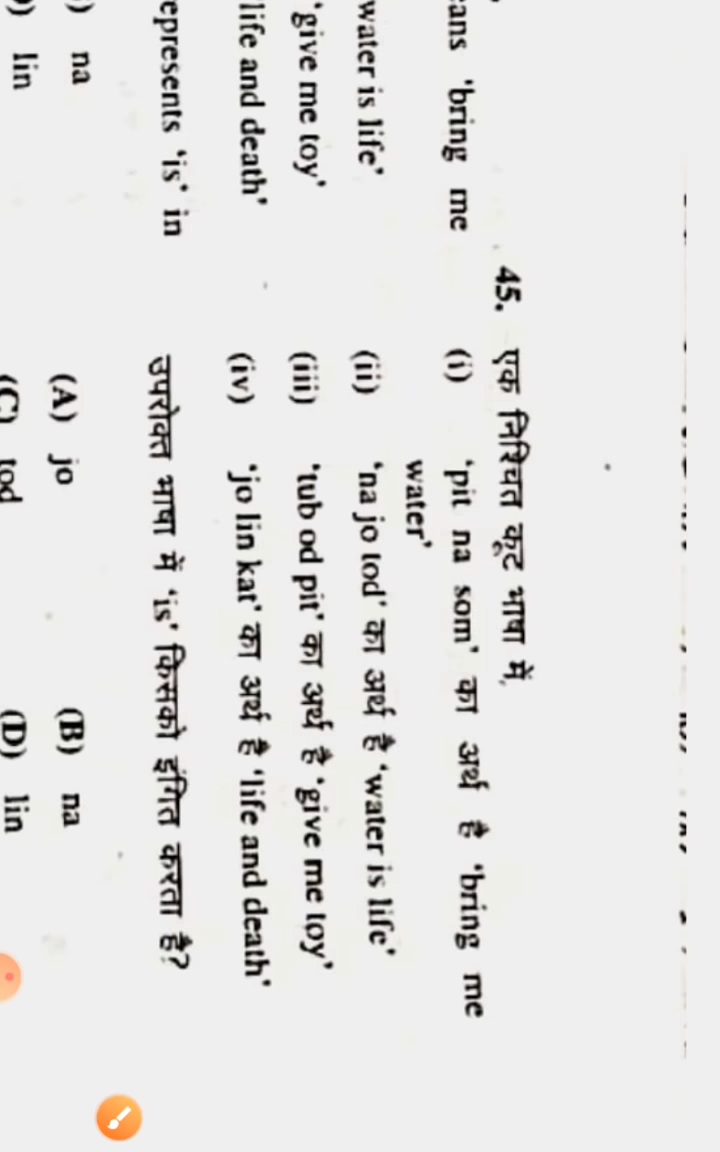 ans 'bring me
water is life'
'give me toy'
life and death'
epresents 'is' in
na
lin
45. एक निश्चित कूट भाषा में,
(i) 'pit na som' का अर्थ है 'bring me
water'
(ii) 'na jo tod' का अर्थ है 'water is life'
(iii) 'tub od pit' का अर्थ है 'give me toy'
(iv) 'jo lin kat' का अर्थ है 'life and death'
उपरोक्त भाषा में 'is' किसको इंगित करता है?
(A) jo (B) na
(C) tod (D) lin